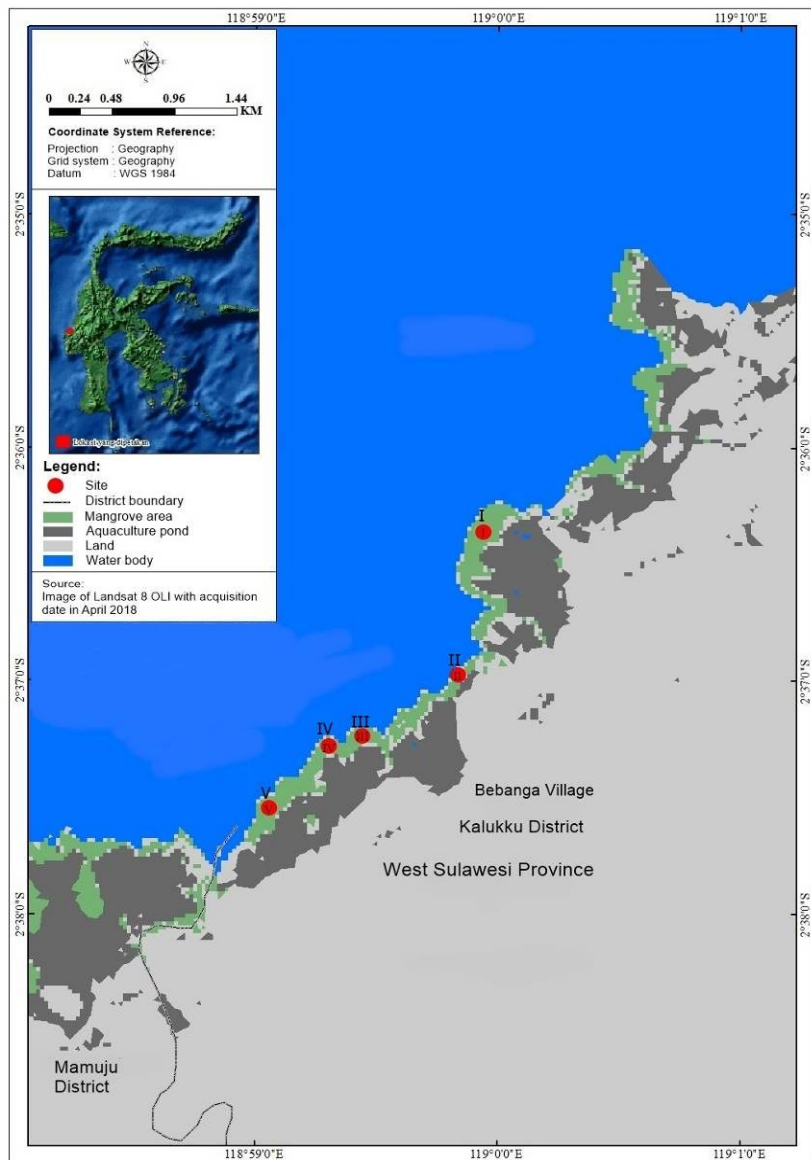 118°59'0"E 119°0'0"E 119°1'0"E
N
W E
S
0 0.24 0.48 0.96 1.44
KM
Coordinate System Reference:
Projection : Geography
Grid system : Geography
Datum : WGS 1984
Legend:
Site
District boundary
Mangrove area
Aquaculture pond
Land
Water body
Source:
Image of Landsat 8 OLI with acquisition
date in April 2018
2°35'0"S
2°36'0"S
2°37'0"S
2°38'0"S
2°35'0"S
2°36'0"S
2°37'0"S
2°38'0"S
I
I
II
II
III
III
IV
IV
V
V
Bebanga Village
Kalukku District
West Sulawesi Province
Mamuju
District
118°59'0"E 119°0'0"E 119°1'0"E